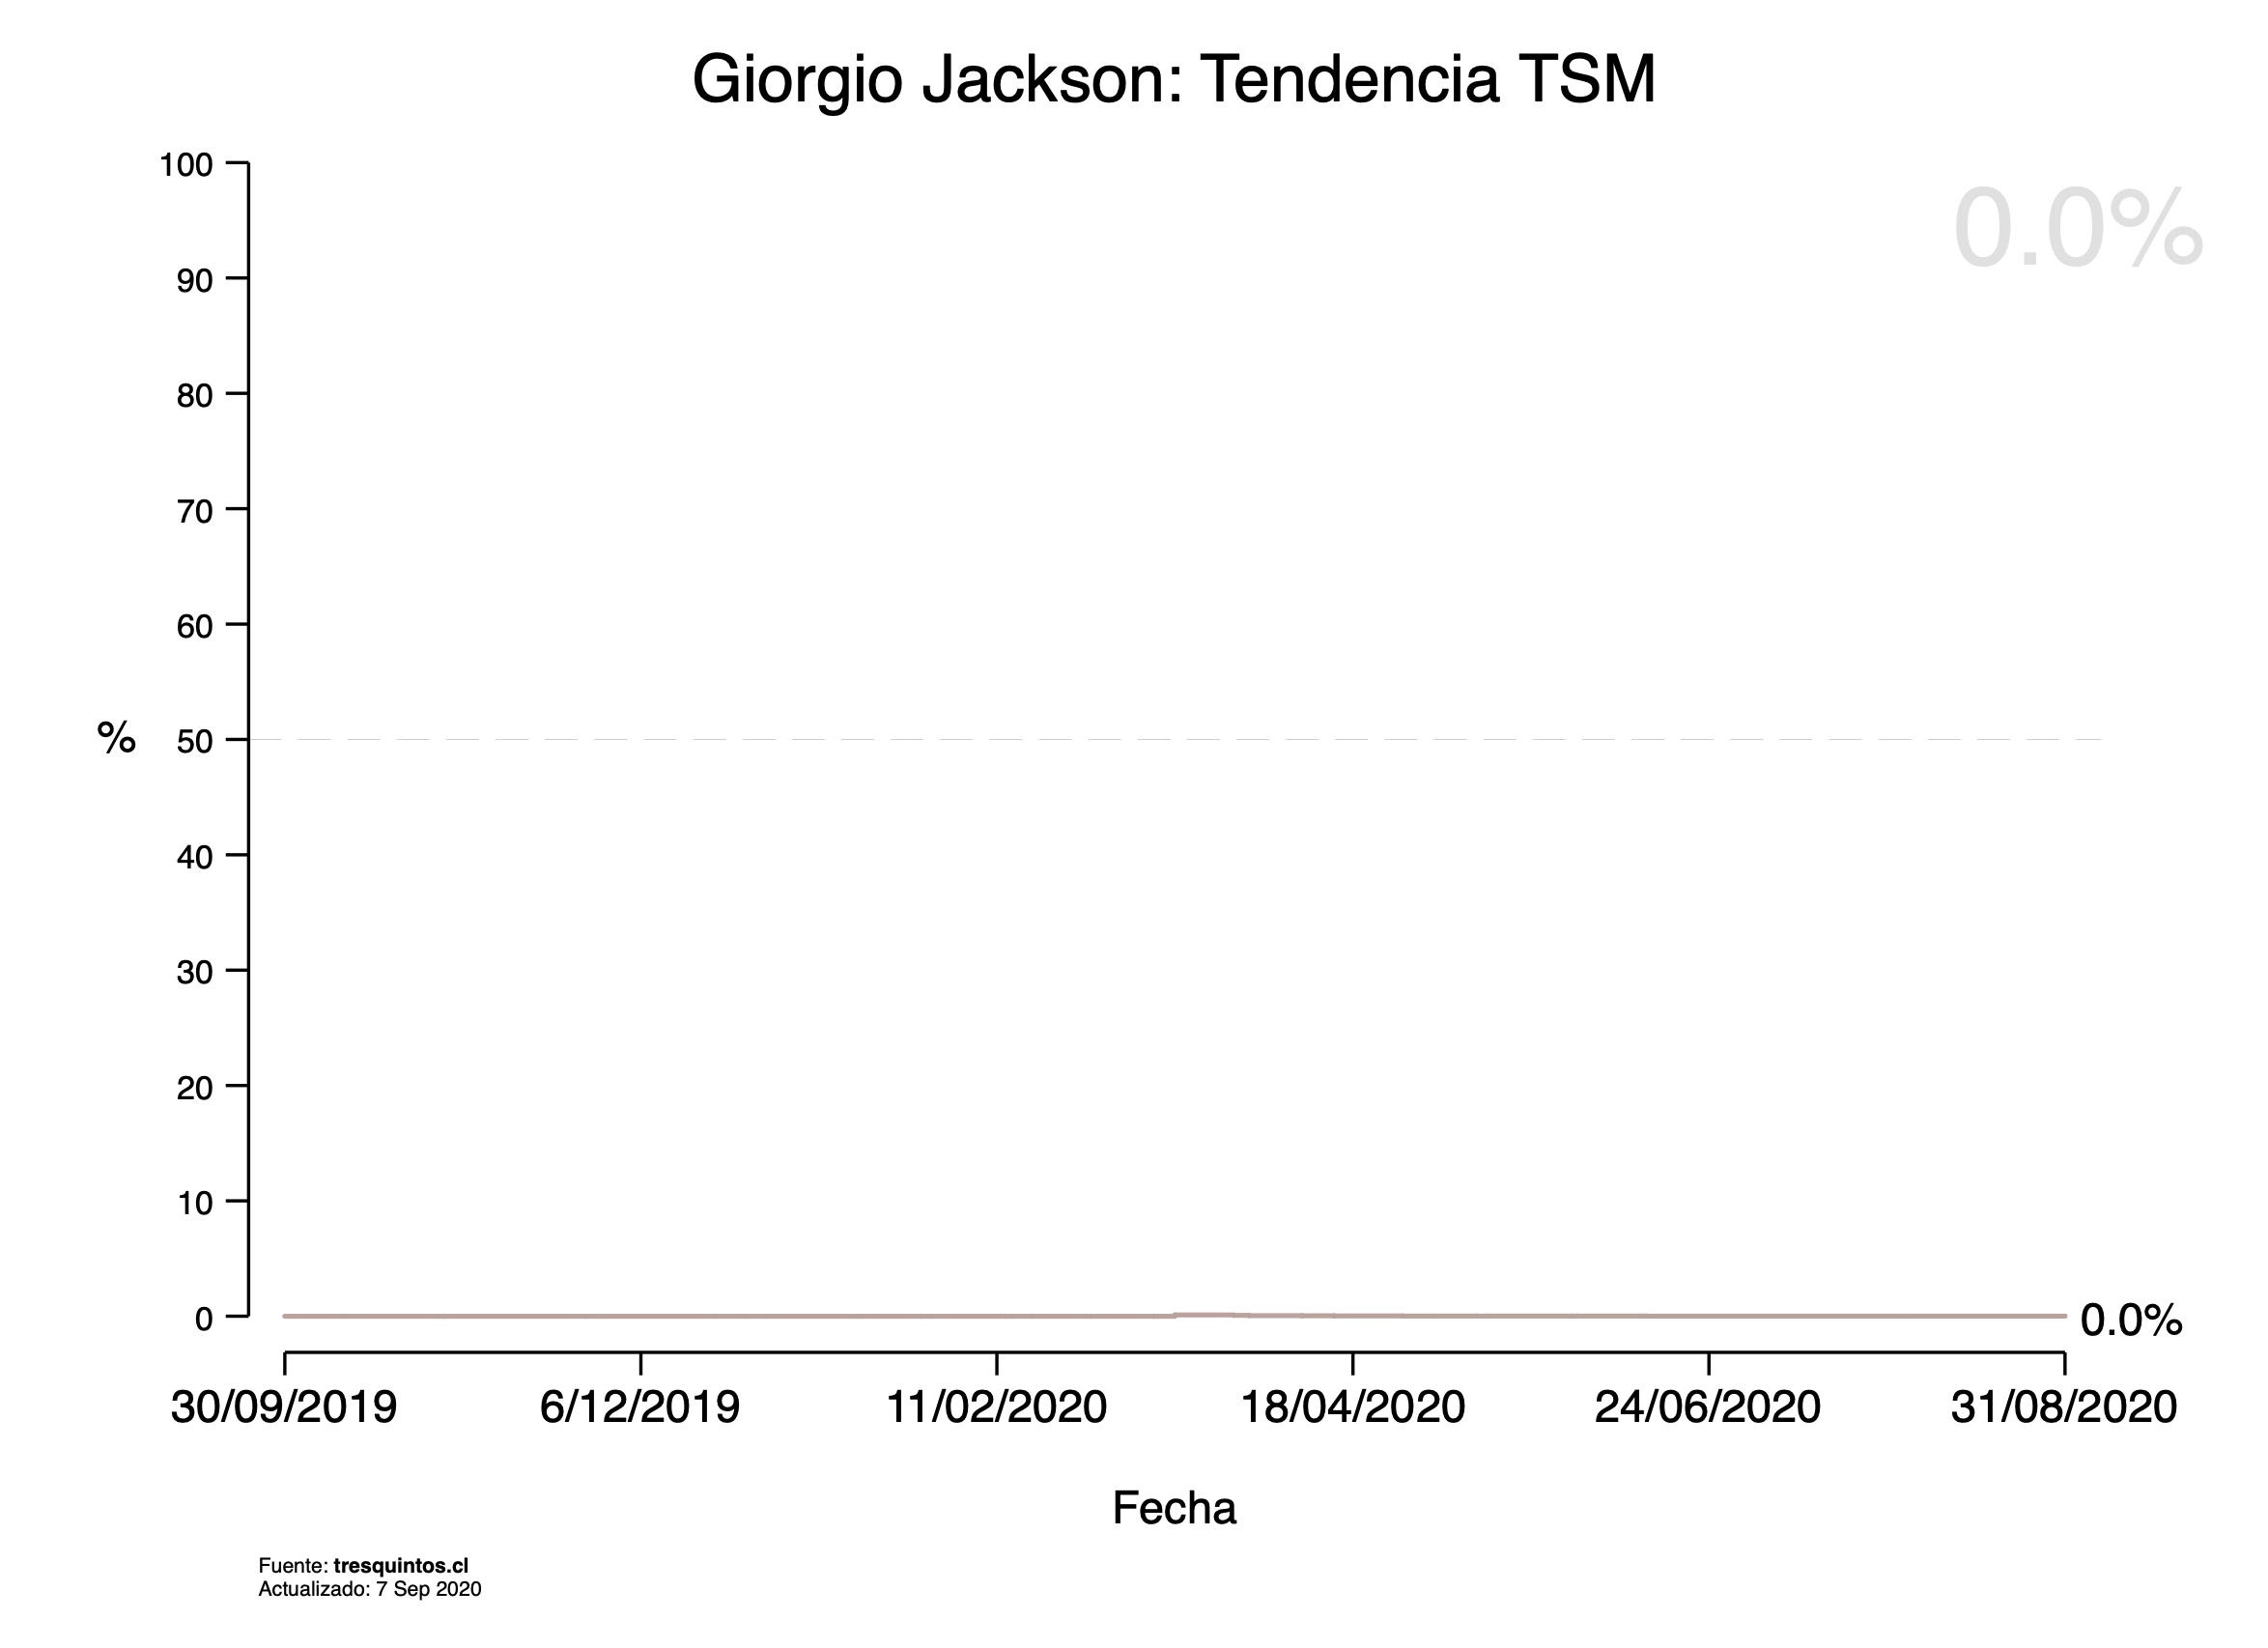 Giorgio Jackson: Tendencia TSM
100
0.0%
90
80
70
60
% 50
40
30
20
10
0
0.0%
30/09/2019 6/12/2019 11/02/2020 18/04/2020 24/06/2020 31/08/2020
Fecha
Fuente: tresquintos.cl
Actualizado: 7 Sep 2020